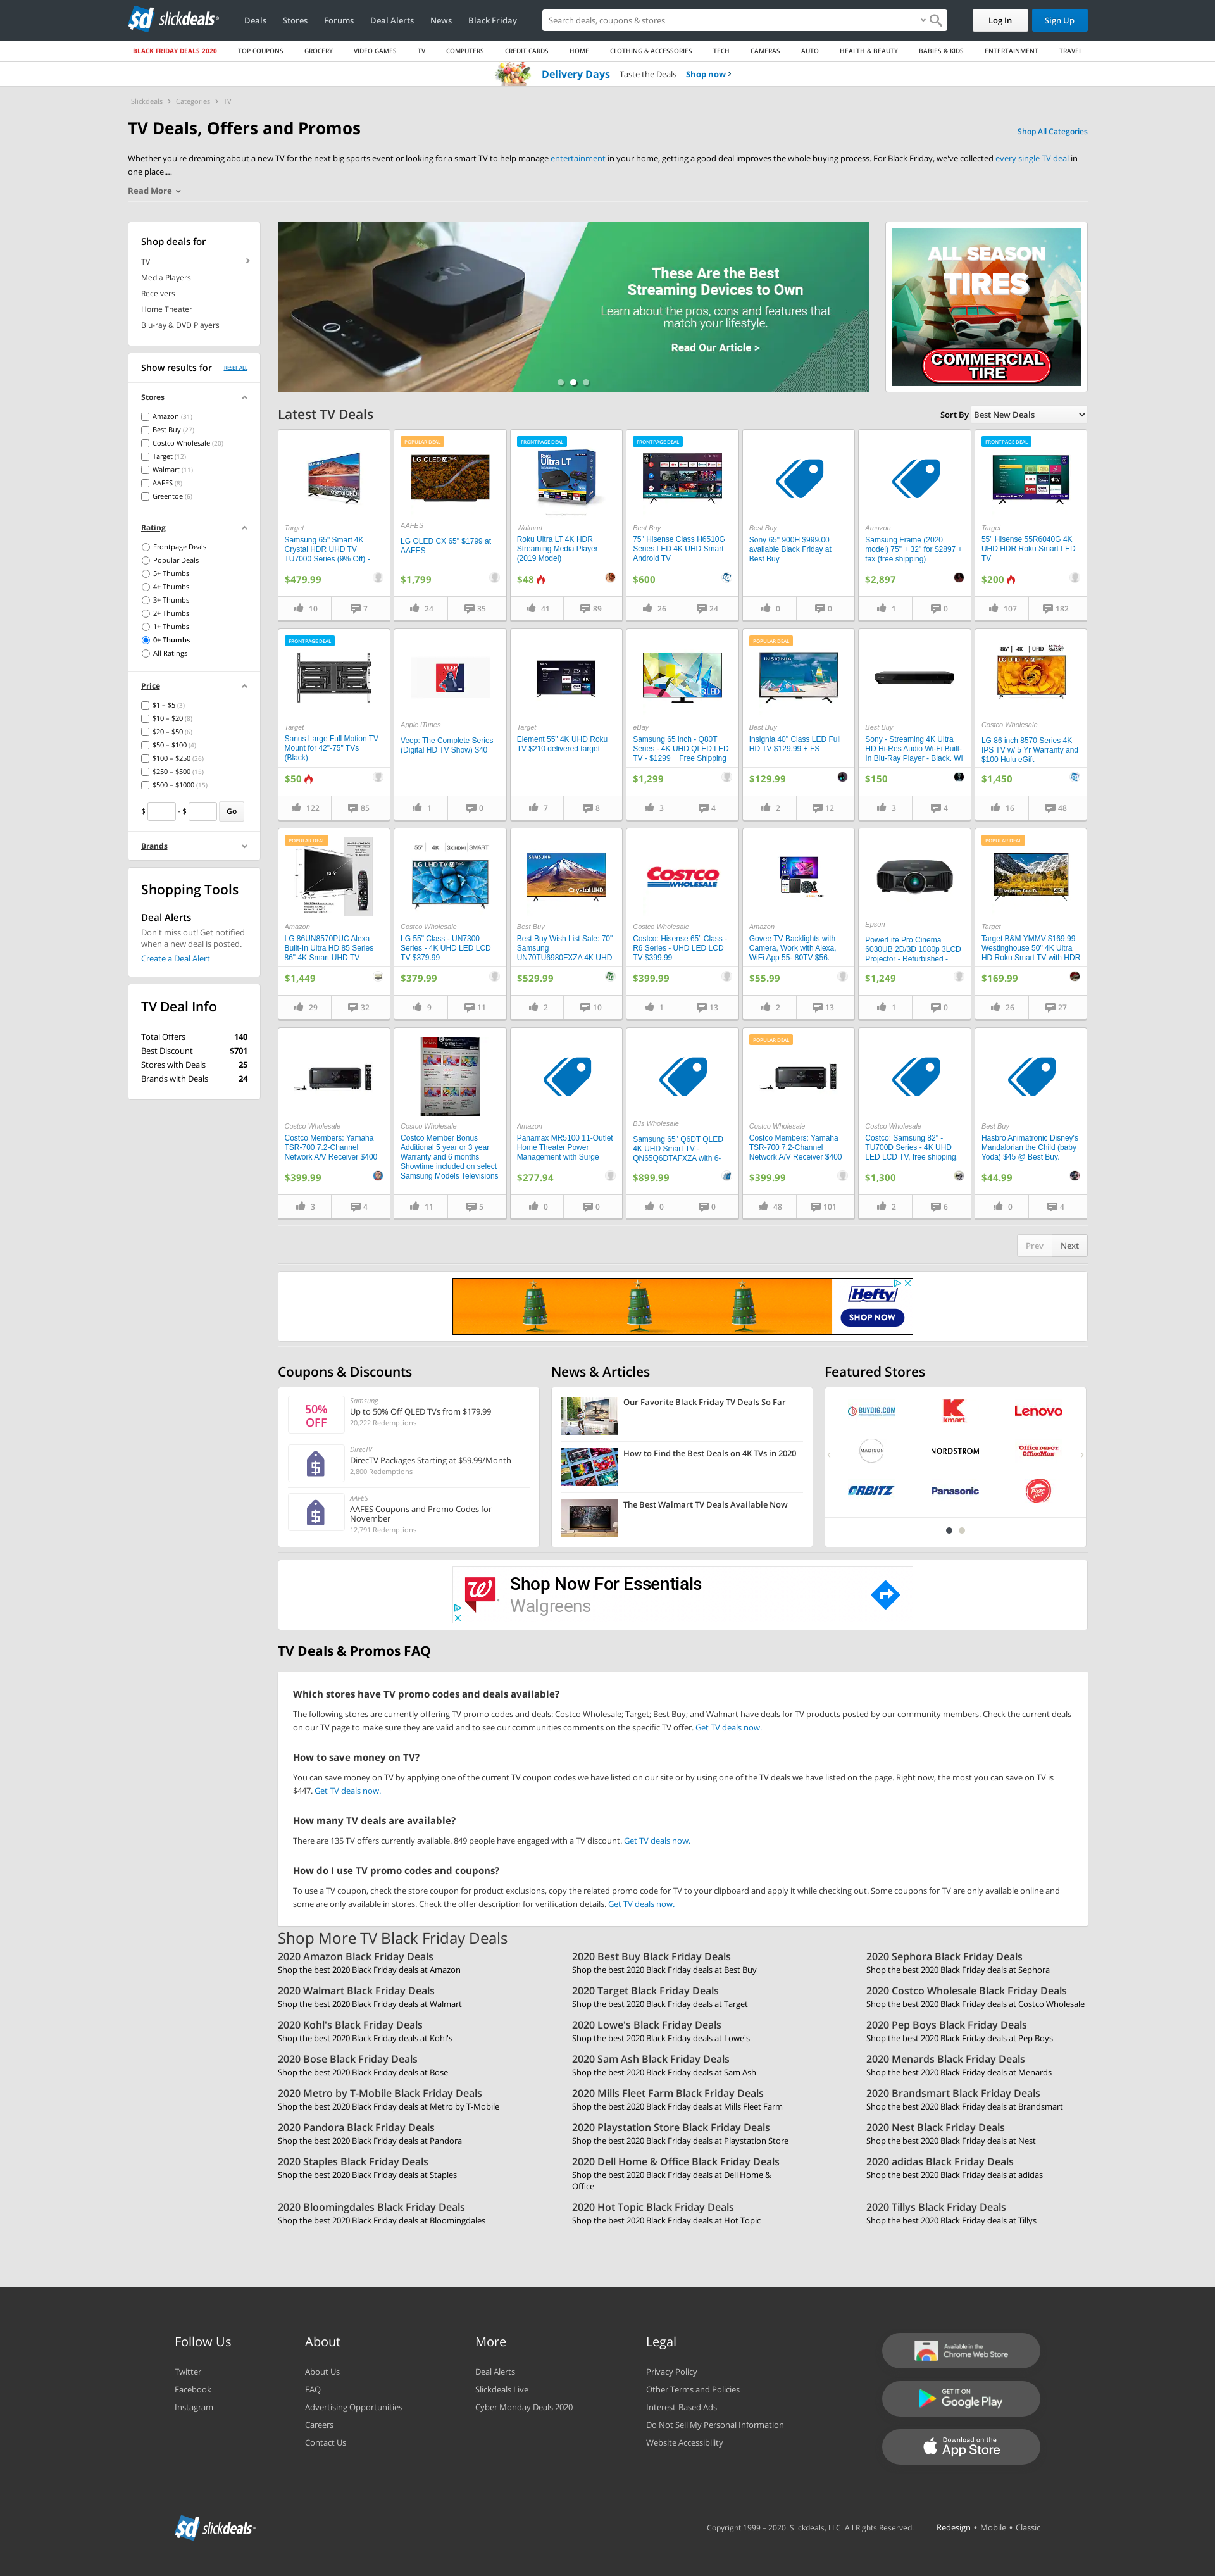 sd slickdeals
Deals Stores Forums Deal Alerts News Black Friday
Search deals, coupons & stores
Log In Sign Up
BLACK FRIDAY DEALS 2020 TOP COUPONS GROCERY VIDEO GAMES TV COMPUTERS CREDIT CARDS HOME CLOTHING & ACCESSORIES TECH CAMERAS AUTO HEALTH & BEAUTY BABIES & KIDS ENTERTAINMENT TRAVEL
Delivery Days Taste the Deals Shop now ›
Slickdeals › Categories › TV
TV Deals, Offers and Promos
Shop All Categories
Whether you're dreaming about a new TV for the next big sports event or looking for a smart TV to help manage entertainment in your home, getting a good deal improves the whole buying process. For Black Friday, we've collected every single TV deal in
one place....
Read More
Shop deals for
TV
Media Players
Receivers
Home Theater
Blu-ray & DVD Players
Show results for RESET ALL
Stores
Amazon (31)
Best Buy (27)
Costco Wholesale (20)
Target (12)
Walmart (11)
AAFES (8)
Greentoe (6)
Rating
Frontpage Deals
Popular Deals
5+ Thumbs
4+ Thumbs
3+ Thumbs
2+ Thumbs
1+ Thumbs
0+ Thumbs
All Ratings
Price
$1 – $5 (3)
$10 – $20 (8)
$20 – $50 (6)
$50 – $100 (4)
$100 – $250 (26)
$250 – $500 (15)
$500 – $1000 (15)
$ - $ Go
Brands
Shopping Tools
Deal Alerts
Don't miss out! Get notified
when a new deal is posted.
Create a Deal Alert
TV Deal Info
Total Offers 140
Best Discount $701
Stores with Deals 25
Brands with Deals 24
tv
These Are the Best
Streaming Devices to Own
Learn about the pros, cons and features that
match your lifestyle.
Read Our Article >
ALL SEASON
TIRES
COMMERCIAL
TIRE
Latest TV Deals
Sort By Best New Deals
Target
Samsung 65" Smart 4K
Crystal HDR UHD TV
TU7000 Series (9% Off) -
$479.99
10 7
POPULAR DEAL
LG OLED
AAFES
LG OLED CX 65" $1799 at
AAFES
$1,799
24 35
FRONTPAGE DEAL
Ultra LT
Walmart
Roku Ultra LT 4K HDR
Streaming Media Player
(2019 Model)
$48
41 89
FRONTPAGE DEAL
Best Buy
75" Hisense Class H6510G
Series LED 4K UHD Smart
Android TV
$600
26 24
Best Buy
Sony 65" 900H $999.00
available Black Friday at
Best Buy
0 0
Amazon
Samsung Frame (2020
model) 75" + 32" for $2897 +
tax (free shipping)
$2,897
1 0
FRONTPAGE DEAL
Target
55" Hisense 55R6040G 4K
UHD HDR Roku Smart LED
TV
$200
107 182
FRONTPAGE DEAL
Target
Sanus Large Full Motion TV
Mount for 42"-75" TVs
(Black)
$50
122 85
VEEP
Apple iTunes
Veep: The Complete Series
(Digital HD TV Show) $40
1 0
Target
Element 55" 4K UHD Roku
TV $210 delivered target
7 8
QLED
eBay
Samsung 65 inch - Q80T
Series - 4K UHD QLED LED
TV - $1299 + Free Shipping
$1,299
3 4
POPULAR DEAL
INSIGNIA
Best Buy
Insignia 40" Class LED Full
HD TV $129.99 + FS
$129.99
2 12
Best Buy
Sony - Streaming 4K Ultra
HD Hi-Res Audio Wi-Fi Built-
In Blu-Ray Player - Black. Wi
$150
3 4
86" 4K UHD SMART
LG UHD TV
Costco Wholesale
LG 86 inch 8570 Series 4K
IPS TV w/ 5 Yr Warranty and
$100 Hulu eGift
$1,450
16 48
POPULAR DEAL
Amazon
LG 86UN8570PUC Alexa
Built-In Ultra HD 85 Series
86" 4K Smart UHD TV
$1,449
29 32
55" 4K 3x HDMI SMART
LG UHD TV
Costco Wholesale
LG 55" Class - UN7300
Series - 4K UHD LED LCD
TV $379.99
$379.99
9 11
SAMSUNG
Crystal UHD
Best Buy
Best Buy Wish List Sale: 70"
Samsung
UN70TU6980FXZA 4K UHD
$529.99
2 10
COSTCO
WHOLESALE
Costco Wholesale
Costco: Hisense 65" Class -
R6 Series - UHD LED LCD
TV $399.99
$399.99
1 13
Amazon
Govee TV Backlights with
Camera, Work with Alexa,
WiFi App 55- 80TV $56.
$55.99
2 13
Epson
PowerLite Pro Cinema
6030UB 2D/3D 1080p 3LCD
Projector - Refurbished -
$1,249
1 0
POPULAR DEAL
Target
Target B&M YMMV $169.99
Westinghouse 50" 4K Ultra
HD Roku Smart TV with HDR
$169.99
26 27
Costco Wholesale
Costco Members: Yamaha
TSR-700 7.2-Channel
Network A/V Receiver $400
$399.99
3 4
Costco Wholesale
Costco Member Bonus
Additional 5 year or 3 year
Warranty and 6 months
Showtime included on select
Samsung Models Televisions
11 5
Amazon
Panamax MR5100 11-Outlet
Home Theater Power
Management with Surge
$277.94
0 0
BJs Wholesale
Samsung 65" Q6DT QLED
4K UHD Smart TV -
QN65Q6DTAFXZA with 6-
$899.99
0 0
POPULAR DEAL
Costco Wholesale
Costco Members: Yamaha
TSR-700 7.2-Channel
Network A/V Receiver $400
$399.99
48 101
Costco Wholesale
Costco: Samsung 82" -
TU700D Series - 4K UHD
LED LCD TV, free shipping,
$1,300
2 6
Best Buy
Hasbro Animatronic Disney's
Mandalorian the Child (baby
Yoda) $45 @ Best Buy.
$44.99
0 4
Prev Next
Hefty
SHOP NOW
Coupons & Discounts
50%
OFF
Samsung
Up to 50% Off QLED TVs from $179.99
20,222 Redemptions
DirecTV
DirecTV Packages Starting at $59.99/Month
2,800 Redemptions
AAFES
AAFES Coupons and Promo Codes for
November
12,791 Redemptions
News & Articles
Our Favorite Black Friday TV Deals So Far
How to Find the Best Deals on 4K TVs in 2020
The Best Walmart TV Deals Available Now
Featured Stores
BUYDIG.COM kmart Lenovo
MADISON NORDSTROM Office DEPOT OfficeMax
ORBITZ Panasonic Pizza Hut
Shop Now For Essentials
Walgreens
TV Deals & Promos FAQ
Which stores have TV promo codes and deals available?
The following stores are currently offering TV promo codes and deals: Costco Wholesale; Target; Best Buy; and Walmart have deals for TV products posted by our community members. Check the current deals
on our TV page to make sure they are valid and to see our communities comments on the specific TV offer. Get TV deals now.
How to save money on TV?
You can save money on TV by applying one of the current TV coupon codes we have listed on our site or by using one of the TV deals we have listed on the page. Right now, the most you can save on TV is
$447. Get TV deals now.
How many TV deals are available?
There are 135 TV offers currently available. 849 people have engaged with a TV discount. Get TV deals now.
How do I use TV promo codes and coupons?
To use a TV coupon, check the store coupon for product exclusions, copy the related promo code for TV to your clipboard and apply it while checking out. Some coupons for TV are only available online and
some are only available in stores. Check the offer description for verification details. Get TV deals now.
Shop More TV Black Friday Deals
2020 Amazon Black Friday Deals
Shop the best 2020 Black Friday deals at Amazon
2020 Best Buy Black Friday Deals
Shop the best 2020 Black Friday deals at Best Buy
2020 Sephora Black Friday Deals
Shop the best 2020 Black Friday deals at Sephora
2020 Walmart Black Friday Deals
Shop the best 2020 Black Friday deals at Walmart
2020 Target Black Friday Deals
Shop the best 2020 Black Friday deals at Target
2020 Costco Wholesale Black Friday Deals
Shop the best 2020 Black Friday deals at Costco Wholesale
2020 Kohl's Black Friday Deals
Shop the best 2020 Black Friday deals at Kohl's
2020 Lowe's Black Friday Deals
Shop the best 2020 Black Friday deals at Lowe's
2020 Pep Boys Black Friday Deals
Shop the best 2020 Black Friday deals at Pep Boys
2020 Bose Black Friday Deals
Shop the best 2020 Black Friday deals at Bose
2020 Sam Ash Black Friday Deals
Shop the best 2020 Black Friday deals at Sam Ash
2020 Menards Black Friday Deals
Shop the best 2020 Black Friday deals at Menards
2020 Metro by T-Mobile Black Friday Deals
Shop the best 2020 Black Friday deals at Metro by T-Mobile
2020 Mills Fleet Farm Black Friday Deals
Shop the best 2020 Black Friday deals at Mills Fleet Farm
2020 Brandsmart Black Friday Deals
Shop the best 2020 Black Friday deals at Brandsmart
2020 Pandora Black Friday Deals
Shop the best 2020 Black Friday deals at Pandora
2020 Playstation Store Black Friday Deals
Shop the best 2020 Black Friday deals at Playstation Store
2020 Nest Black Friday Deals
Shop the best 2020 Black Friday deals at Nest
2020 Staples Black Friday Deals
Shop the best 2020 Black Friday deals at Staples
2020 Dell Home & Office Black Friday Deals
Shop the best 2020 Black Friday deals at Dell Home &
Office
2020 adidas Black Friday Deals
Shop the best 2020 Black Friday deals at adidas
2020 Bloomingdales Black Friday Deals
Shop the best 2020 Black Friday deals at Bloomingdales
2020 Hot Topic Black Friday Deals
Shop the best 2020 Black Friday deals at Hot Topic
2020 Tillys Black Friday Deals
Shop the best 2020 Black Friday deals at Tillys
Follow Us
Twitter
Facebook
Instagram
About
About Us
FAQ
Advertising Opportunities
Careers
Contact Us
More
Deal Alerts
Slickdeals Live
Cyber Monday Deals 2020
Legal
Privacy Policy
Other Terms and Policies
Interest-Based Ads
Do Not Sell My Personal Information
Website Accessibility
Available in the
Chrome Web Store
GET IT ON
Google Play
Download on the
App Store
sd slickdeals
Copyright 1999 – 2020. Slickdeals, LLC. All Rights Reserved. Redesign • Mobile • Classic